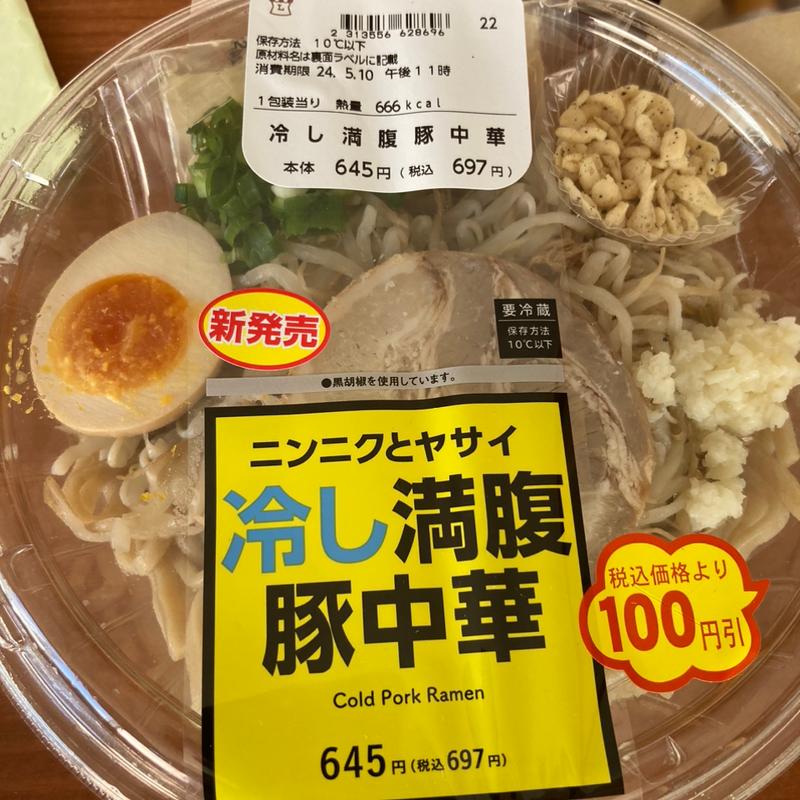 22
2 313556 628696
保存方法 10℃以下
原材料名は裏面ラベルに記載
消費期限 24. 5.10 午後11時
1包装当り 熱量 666kcal
冷し満腹豚中華
本体 645円(税込 697円)
新発売
要冷蔵
保存方法
10℃以下
●黒胡椒を使用しています。
ニンニクとヤサイ
冷し満腹
豚中華
Cold Pork Ramen
645円(税込697円)
税込価格より
100円引